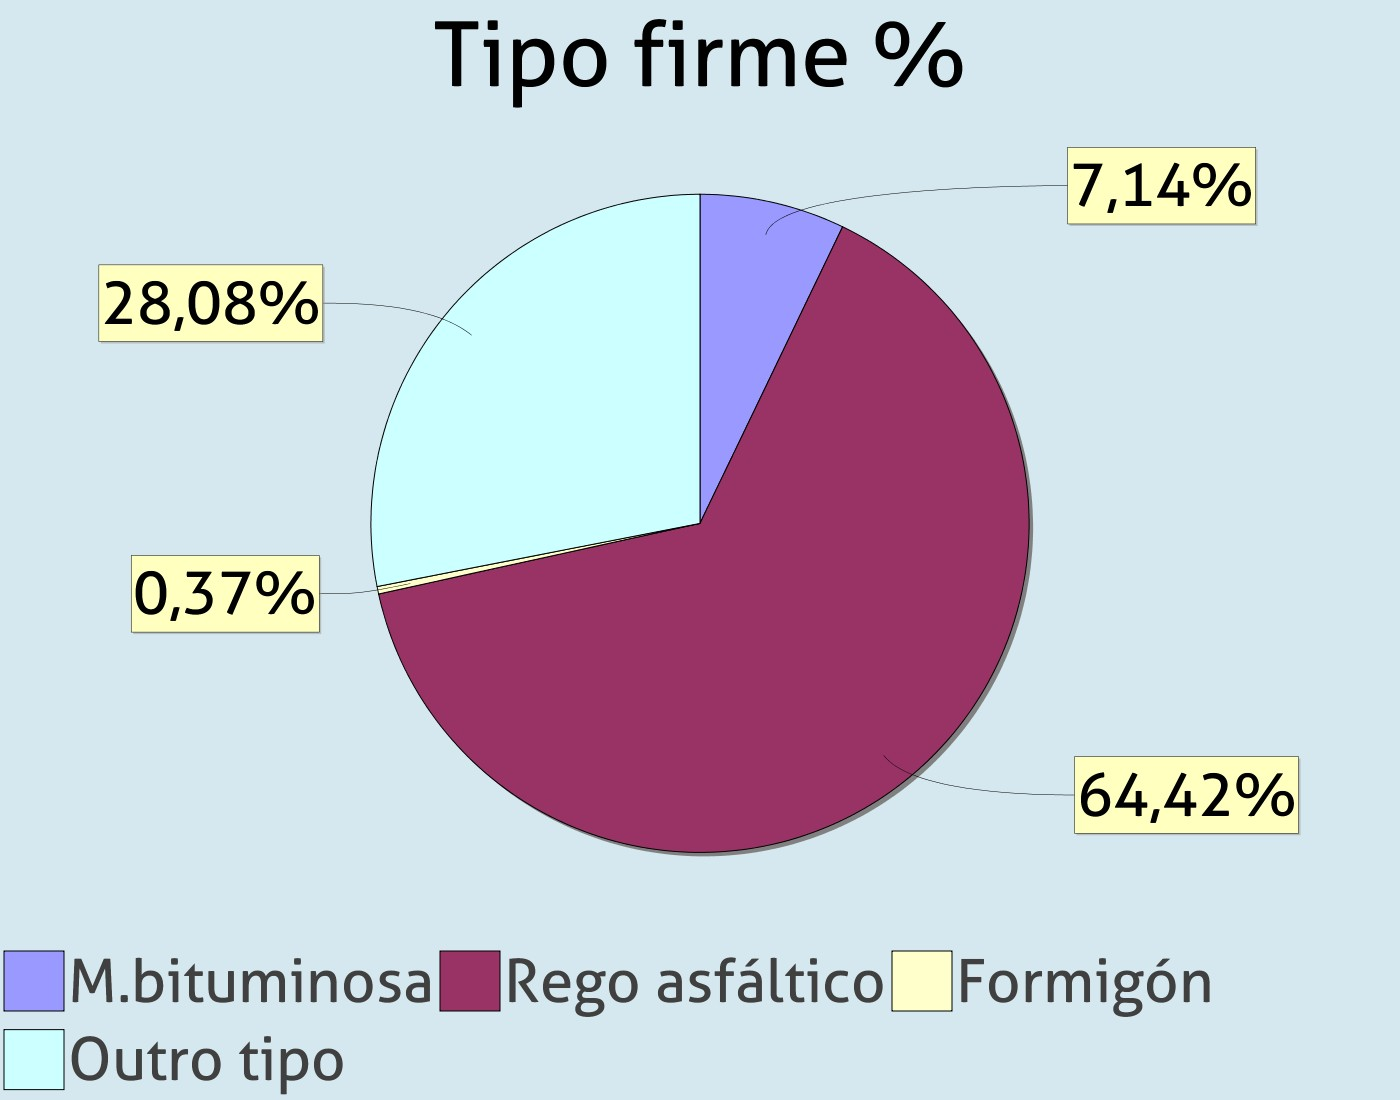 Tipo firme %
7,14%
28,08%
0,37%
64,42%
M.bituminosa Rego asfáltico Formigón
Outro tipo